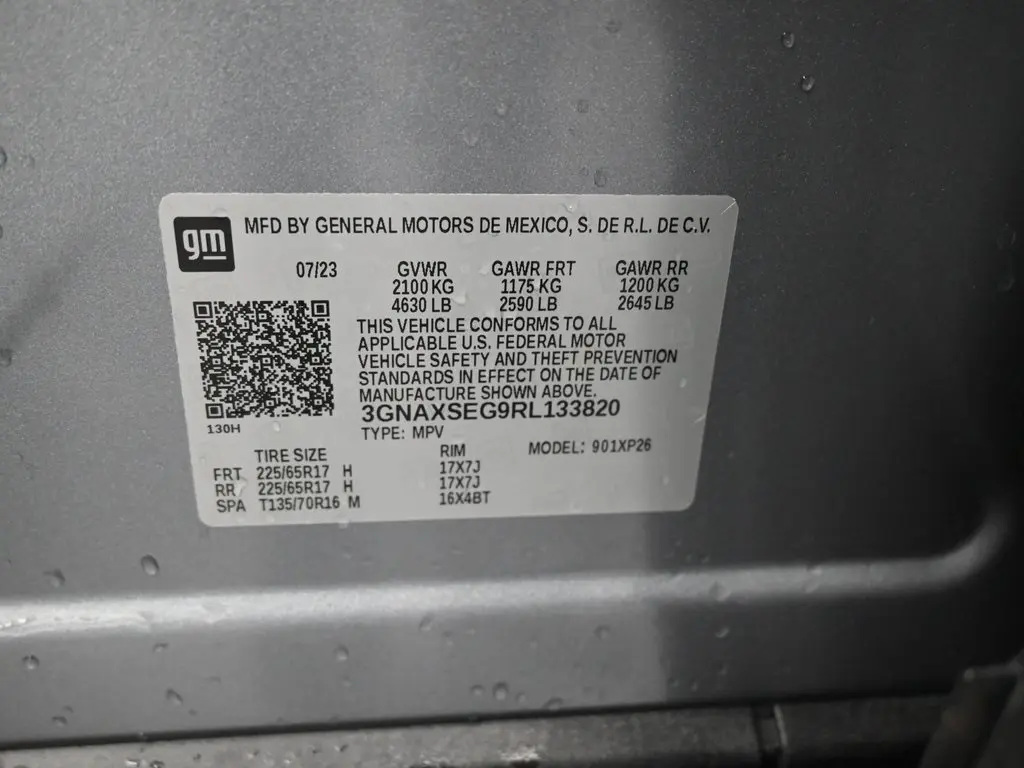 gm MFD BY GENERAL MOTORS DE MEXICO, S. DE R.L. DE C.V.
07/23 GVWR GAWR FRT GAWR RR
2100 KG 1175 KG 1200 KG
4630 LB 2590 LB 2645 LB
THIS VEHICLE CONFORMS TO ALL
APPLICABLE U.S. FEDERAL MOTOR
VEHICLE SAFETY AND THEFT PREVENTION
STANDARDS IN EFFECT ON THE DATE OF
MANUFACTURE SHOWN ABOVE.
3GNAXSEG9RL133820
130H
TYPE: MPV MODEL: 901XP26
TIRE SIZE RIM
FRT 225/65R17 H 17X7J
RR 225/65R17 H 17X7J
SPA T135/70R16 M 16X4BT